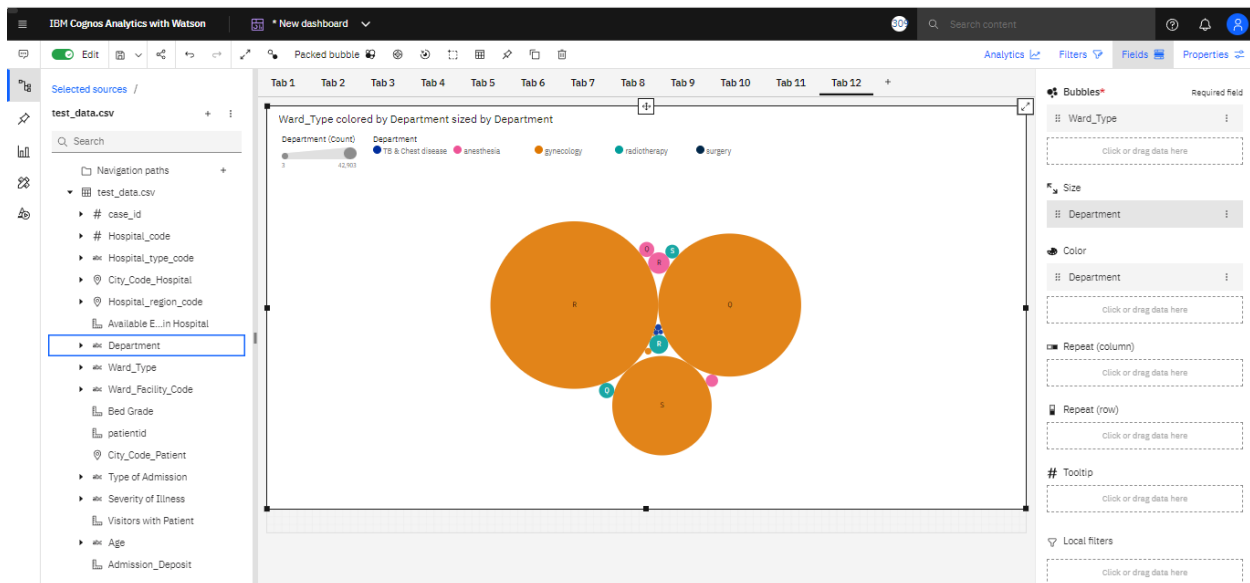 IBM Cognos Analytics with Watson
* New dashboard
Search content
Edit
Packed bubble
Analytics
Filters
Fields
Properties
Selected sources /
test_data.csv
Search
Navigation paths
test_data.csv
# case_id
# Hospital_code
abc Hospital_type_code
City_Code_Hospital
Hospital_region_code
Available E...in Hospital
abc Department
abc Ward_Type
abc Ward_Facility_Code
Bed Grade
patientid
City_Code_Patient
abc Type of Admission
abc Severity of Illness
Visitors with Patient
abc Age
Admission_Deposit
Tab 1 Tab 2 Tab 3 Tab 4 Tab 5 Tab 6 Tab 7 Tab 8 Tab 9 Tab 10 Tab 11 Tab 12 +
Ward_Type colored by Department sized by Department
Department (Count)
3 42,903
Department
TB & Chest disease anesthesia gynecology radiotherapy surgery
Q
S
R
R
Q
R
Q
S
Bubbles* Required field
Ward_Type
Click or drag data here
Size
Department
Color
Department
Click or drag data here
Repeat (column)
Click or drag data here
Repeat (row)
Click or drag data here
# Tooltip
Click or drag data here
Local filters
Click or drag data here